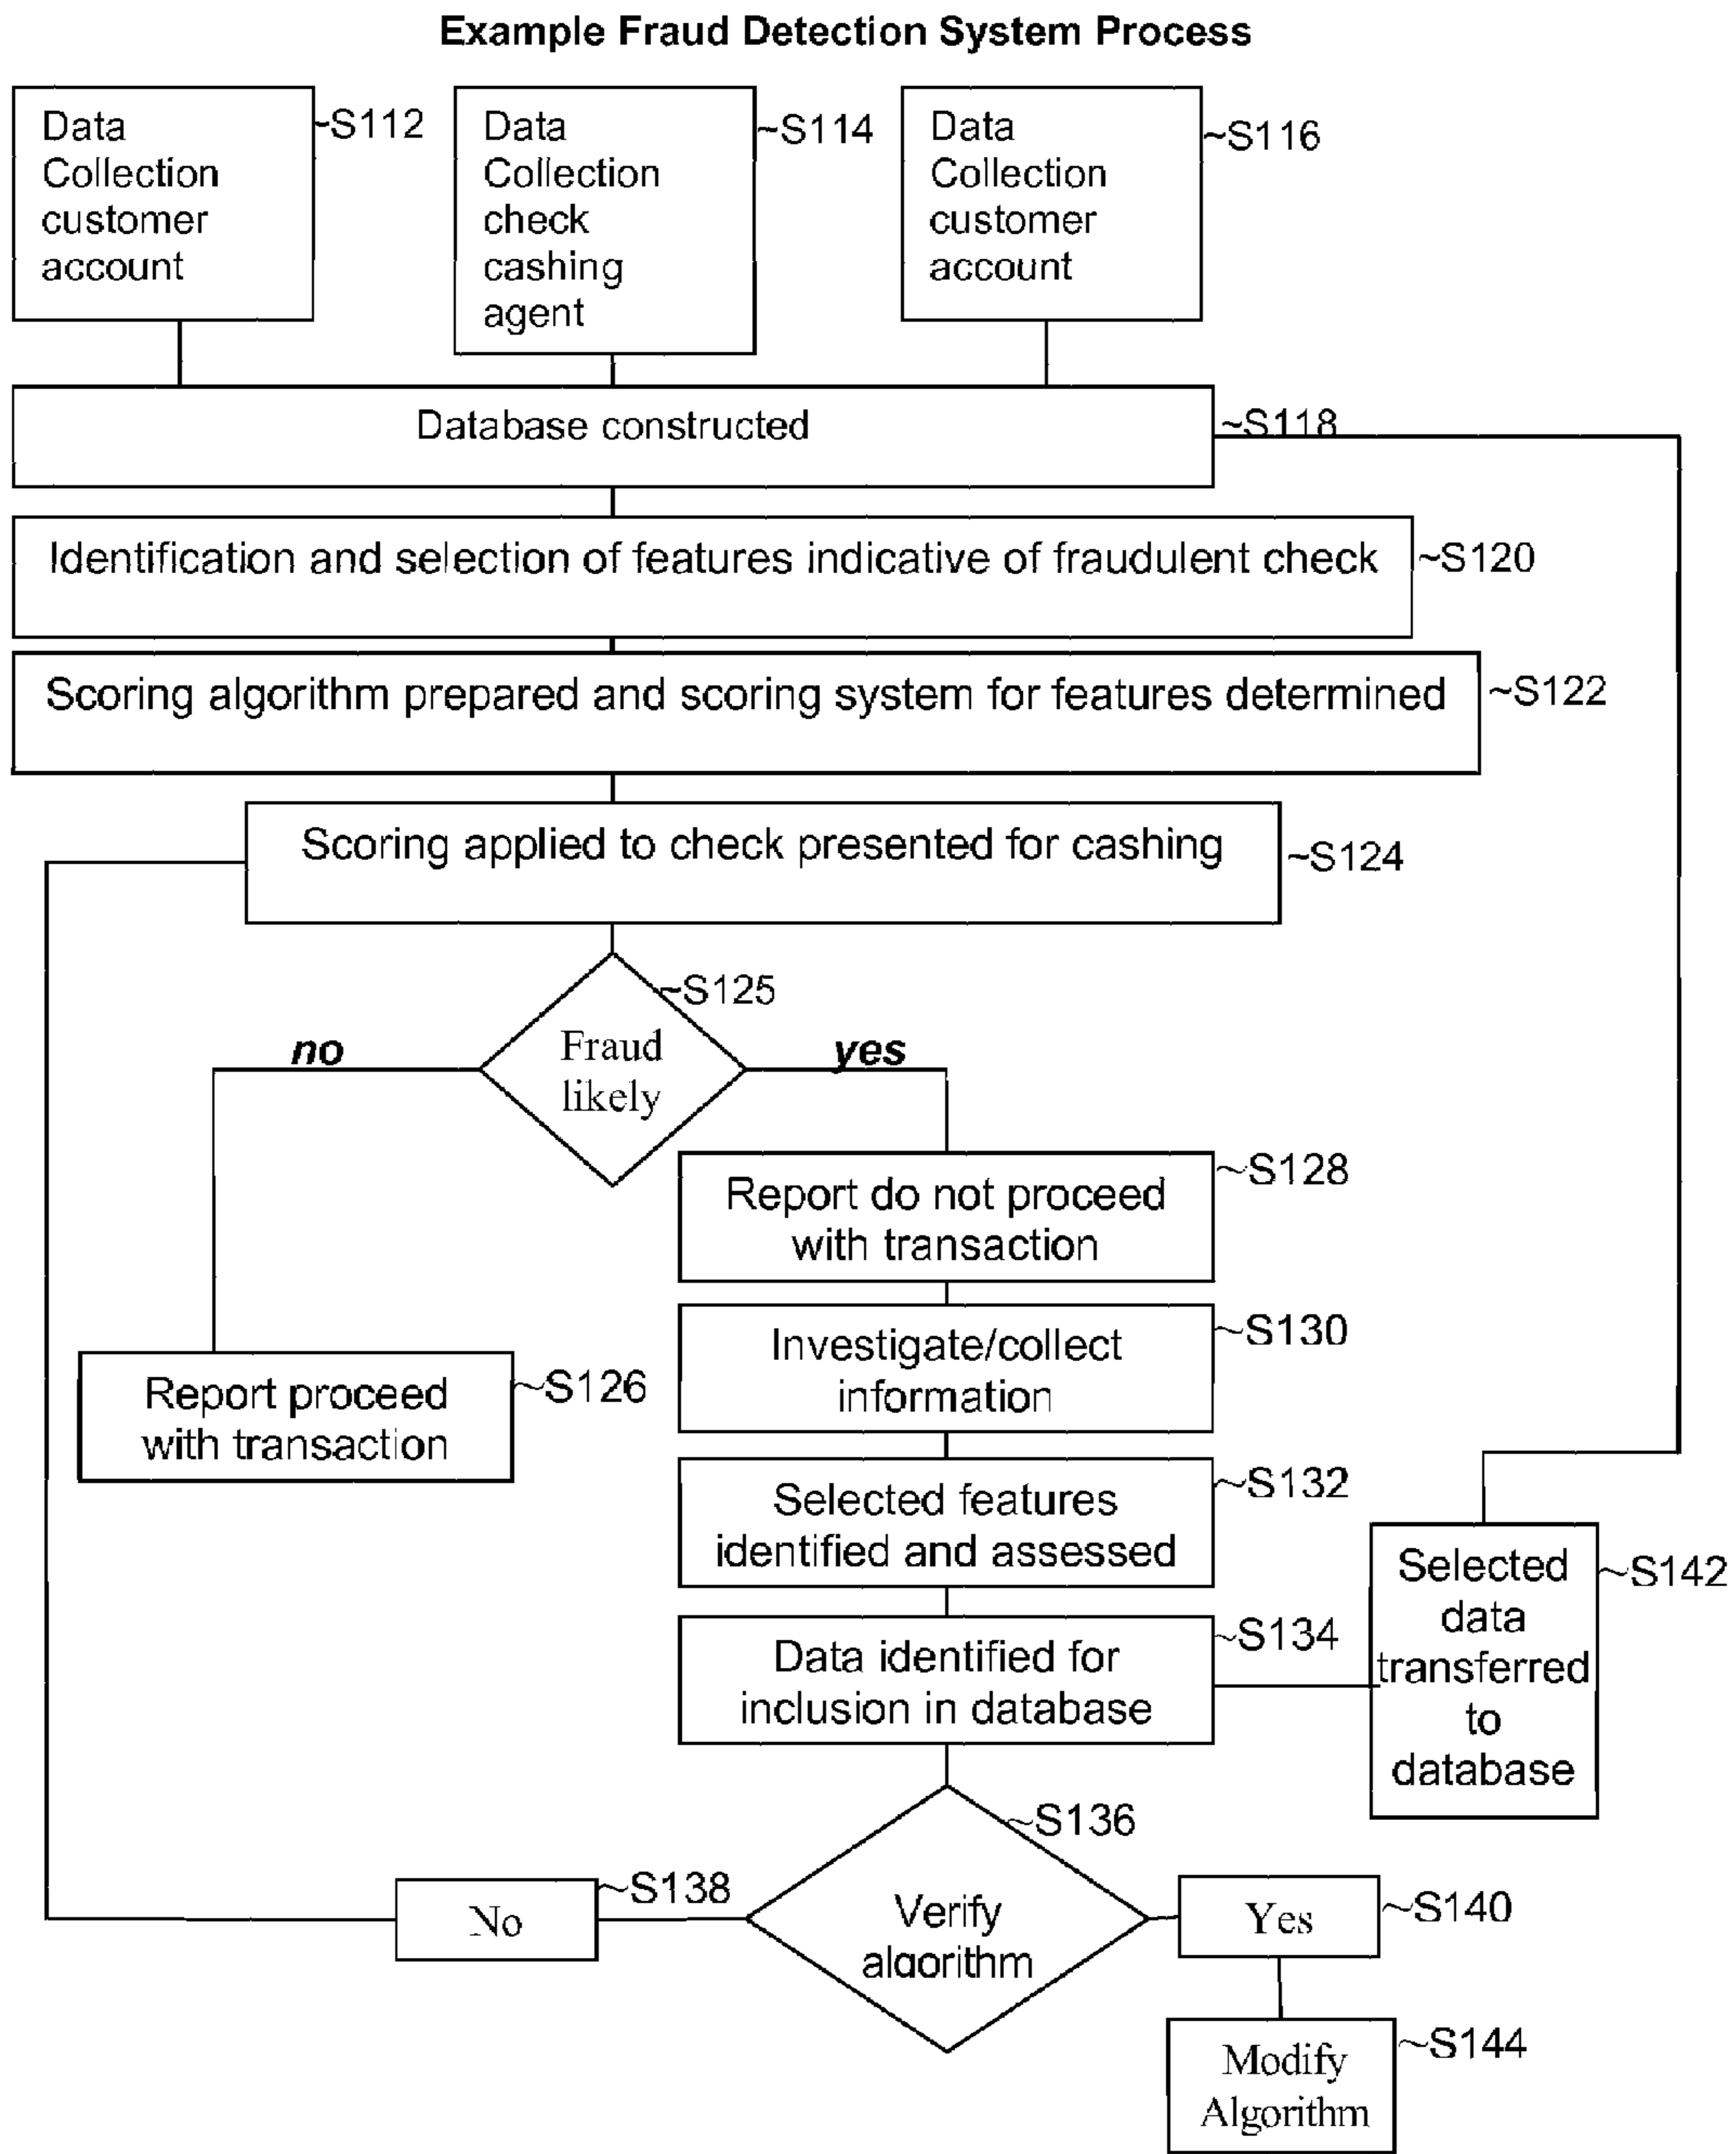 Example Fraud Detection System Process
Data
Collection
customer
account
~S112
Data
Collection
check
cashing
agent
~S114
Data
Collection
customer
account
~S116
Database constructed
~S118
Identification and selection of features indicative of fraudulent check
~S120
Scoring algorithm prepared and scoring system for features determined
~S122
Scoring applied to check presented for cashing
~S124
~S125
Fraud
likely
no
yes
Report do not proceed
with transaction
~S128
Investigate/collect
information
~S130
Report proceed
with transaction
~S126
Selected features
identified and assessed
~S132
Data identified for
inclusion in database
~S134
Selected
data
transferred
to
database
~S142
~S136
Verify
algorithm
No
~S138
Yes
~S140
Modify
Algorithm
~S144